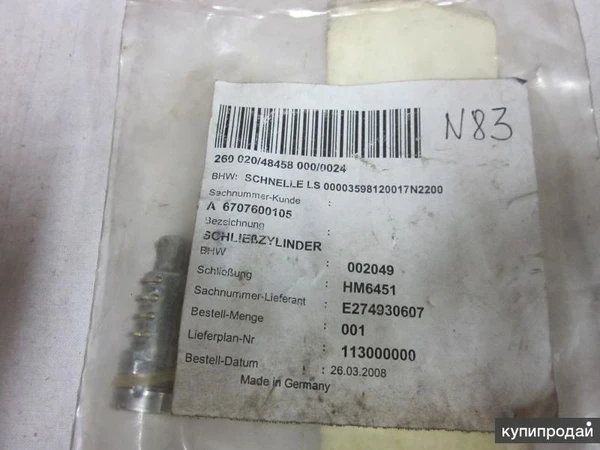 N83
260 020/48458 000/0024
BHW: SCHNELLE LS 00003598120017N2200
Sachnummer-Kunde :
A 6707600105
Bezeichnung
SCHLIEßZYLINDER
BHW : 002049
Schließung : HM6451
Sachnummer-Lieferant : E274930607
Bestell-Menge : 001
Lieferplan-Nr : 113000000
Bestell-Datum : 26.03.2008
Made in Germany
купипродай